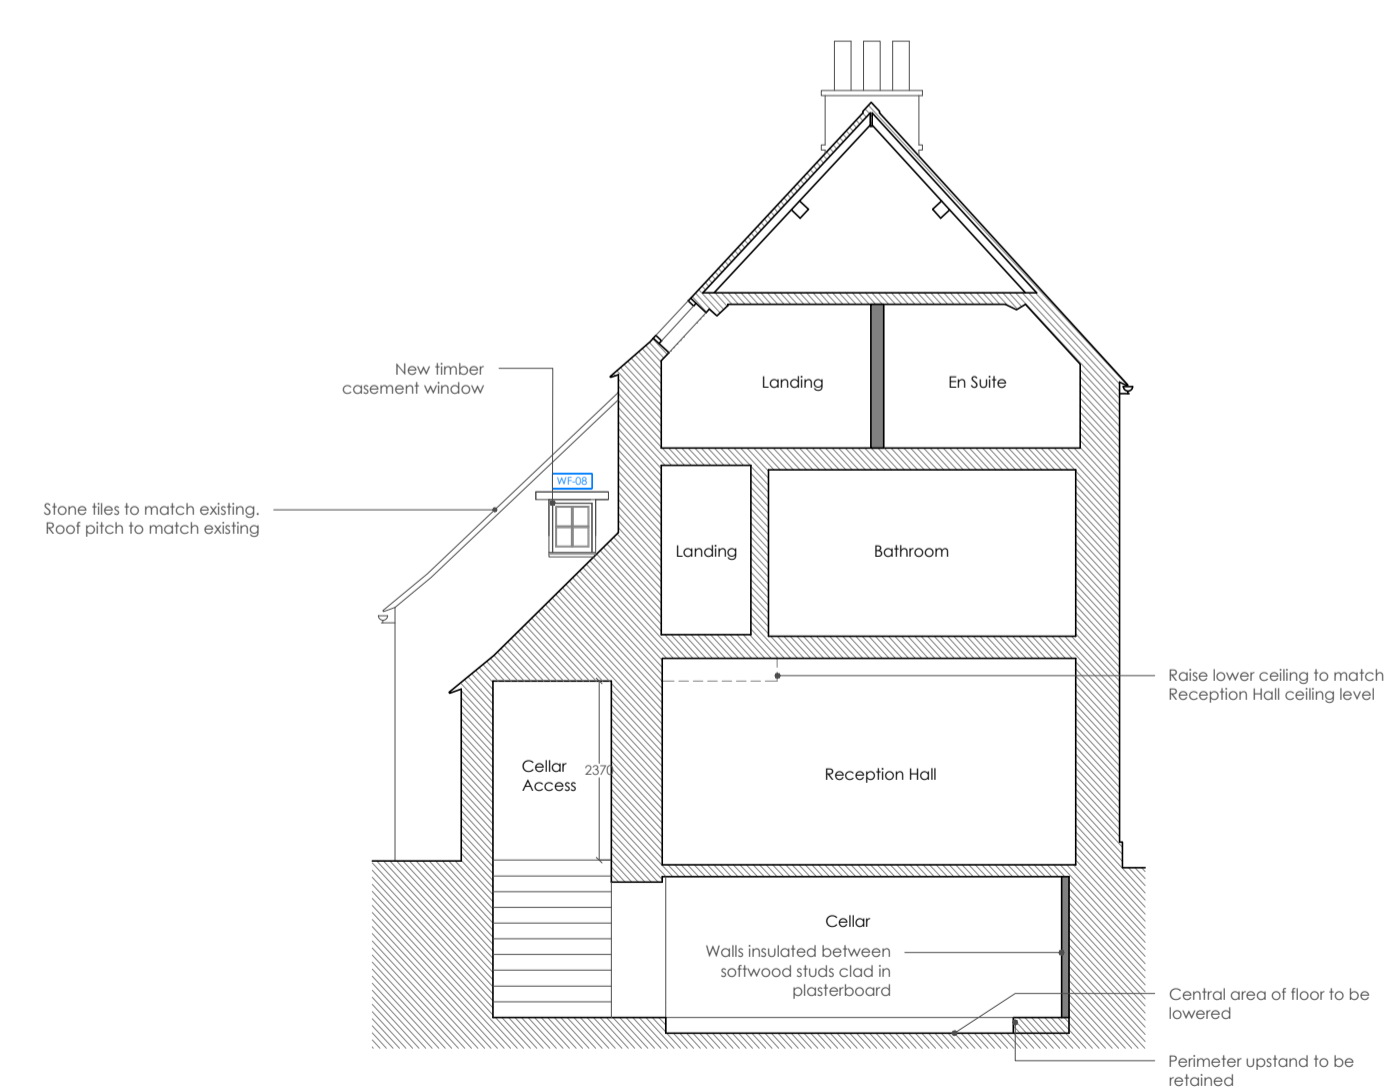 Landing
En Suite
New timber
casement window
WF-08
Stone tiles to match existing.
Roof pitch to match existing
Landing
Bathroom
Raise lower ceiling to match
Reception Hall ceiling level
Cellar
Access
2370
Reception Hall
Cellar
Walls insulated between
softwood studs clad in
plasterboard
Central area of floor to be
lowered
Perimeter upstand to be
retained